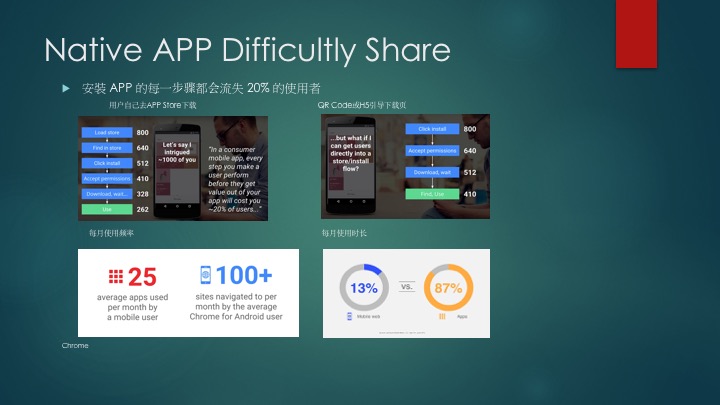 Native APP Difficultly Share
安裝 APP 的每一步骤都会流失 20% 的使用者
用户自己去APP Store下载
Load store 800
Find in store 640
Click install 512
Accept permissions 410
Download, wait... 328
Use 262
Let's say I
intrigued
~1000 of you
"In a consumer
mobile app, every
step you make a
user perform
before they get
value out of your
app will cost you
~20% of users..."
QR Code或H5引导下载页
...but what if I
can get users
directly into a
store/install
flow?
Click install 800
Accept permissions 640
Download, wait 512
Find, Use 410
每月使用频率
25
average apps used
per month by
a mobile user
100+
sites navigated to per
month by the average
Chrome for Android user
每月使用时长
13%
Mobile web
vs.
87%
Apps
Chrome